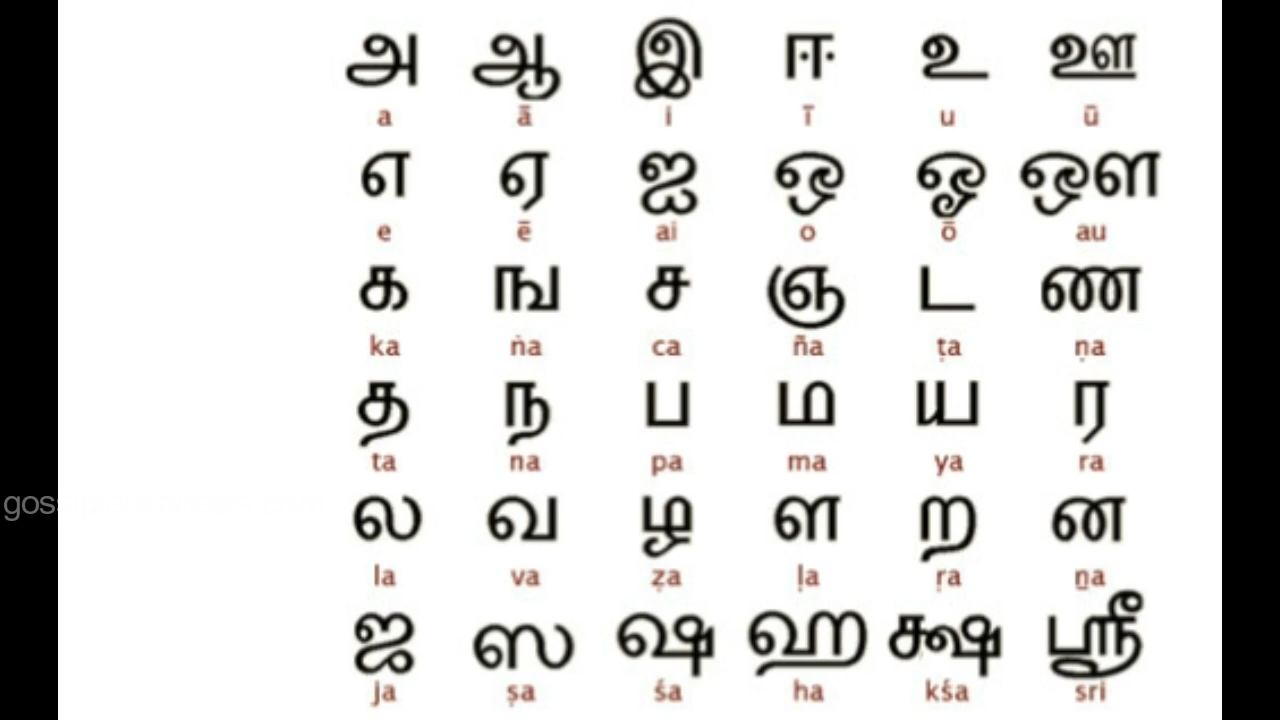 அ ஆ இ ஈ உ ஊ
a ā i ī u ū
எ ஏ ஐ ஒ ஓ ஔ
e ē ai o ō au
க ங ச ஞ ட ண
ka ṅa ca ña ṭa ṇa
த ந ப ம ய ர
ta na pa ma ya ra
ல வ ழ ள ற ன
la va ẓa ḷa ṛa ṉa
ஜ ஸ ஷ ஹ க்ஷ ஸ்ரீ
ja ṣa śa ha kśa sri